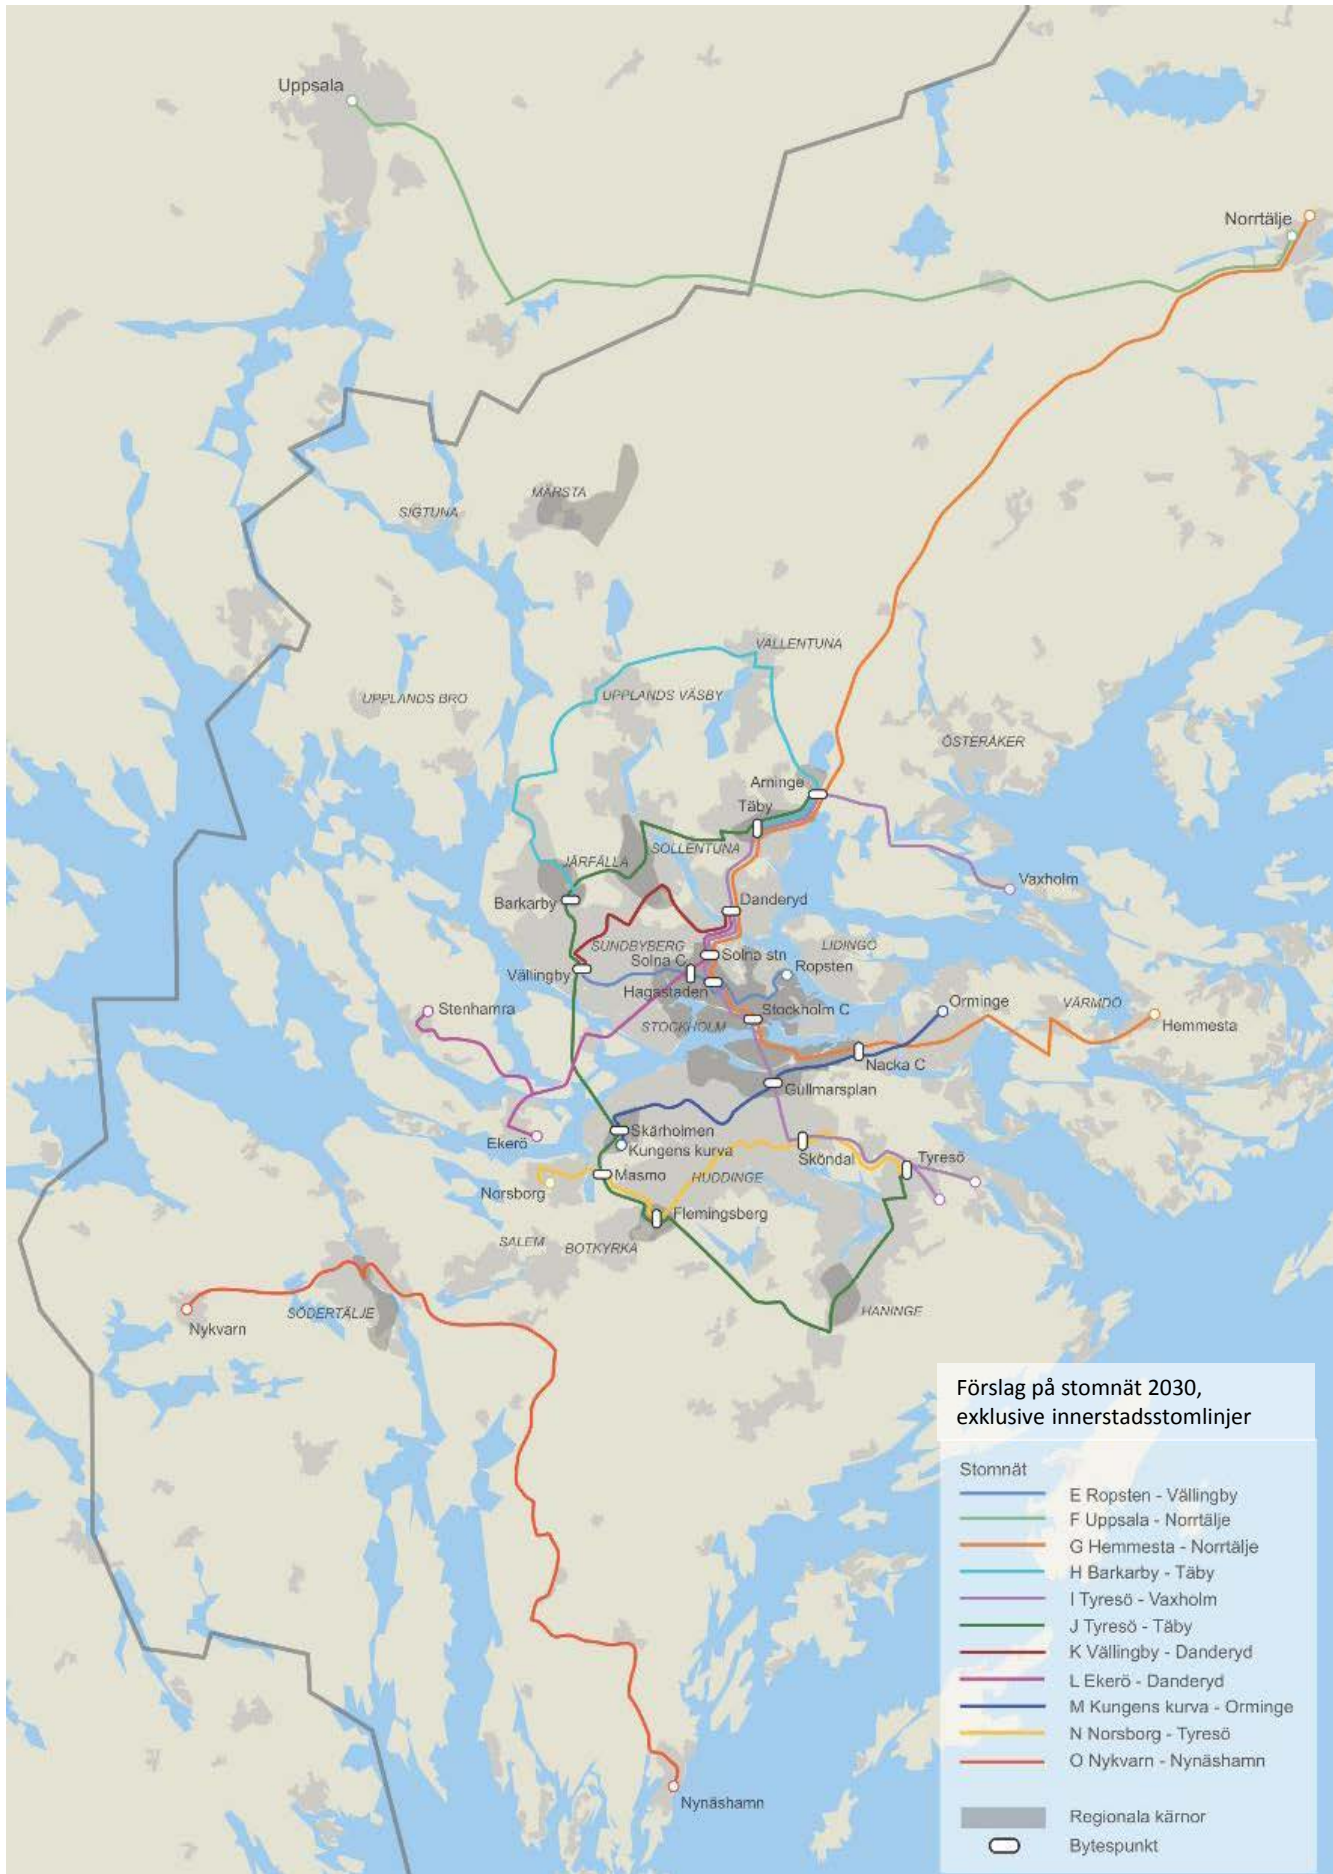 Uppsala
Norrtälje
MÄRSTA
SIGTUNA
VALLENTUNA
UPPLANDS BRO
UPPLANDS VÄSBY
ÖSTERÅKER
Arninge
Täby
SOLLENTUNA
JÄRFÄLLA
Vaxholm
Barkarby
Danderyd
SUNDBYBERG
LIDINGÖ
Solna C
Solna stn
Vällingby
Ropsten
Hagastaden
Stenhamra
Stockholm C
Orminge
VÄRMDÖ
Hemmesta
STOCKHOLM
Nacka C
Gullmarsplan
Ekerö
Skärholmen
Kungens kurva
Sköndal
Tyresö
Masmo
HUDDINGE
Norsborg
Flemingsberg
SALEM
BOTKYRKA
SÖDERTÄLJE
HANINGE
Nykvarn
Nynäshamn
Förslag på stomnät 2030,
exklusive innerstadsstomlinjer
Stomnät
E Ropsten - Vällingby
F Uppsala - Norrtälje
G Hemmesta - Norrtälje
H Barkarby - Täby
I Tyresö - Vaxholm
J Tyresö - Täby
K Vällingby - Danderyd
L Ekerö - Danderyd
M Kungens kurva - Orminge
N Norsborg - Tyresö
O Nykvarn - Nynäshamn
Regionala kärnor
Bytespunkt